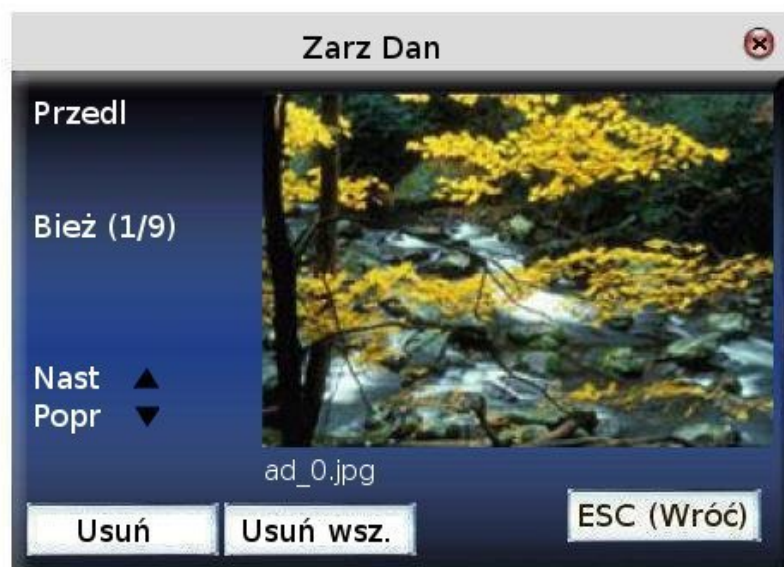 Zarz Dan
Przedl
Bież (1/9)
Nast ▲
Popr ▼
ad_0.jpg
Usuń
Usuń wsz.
ESC (Wróć)